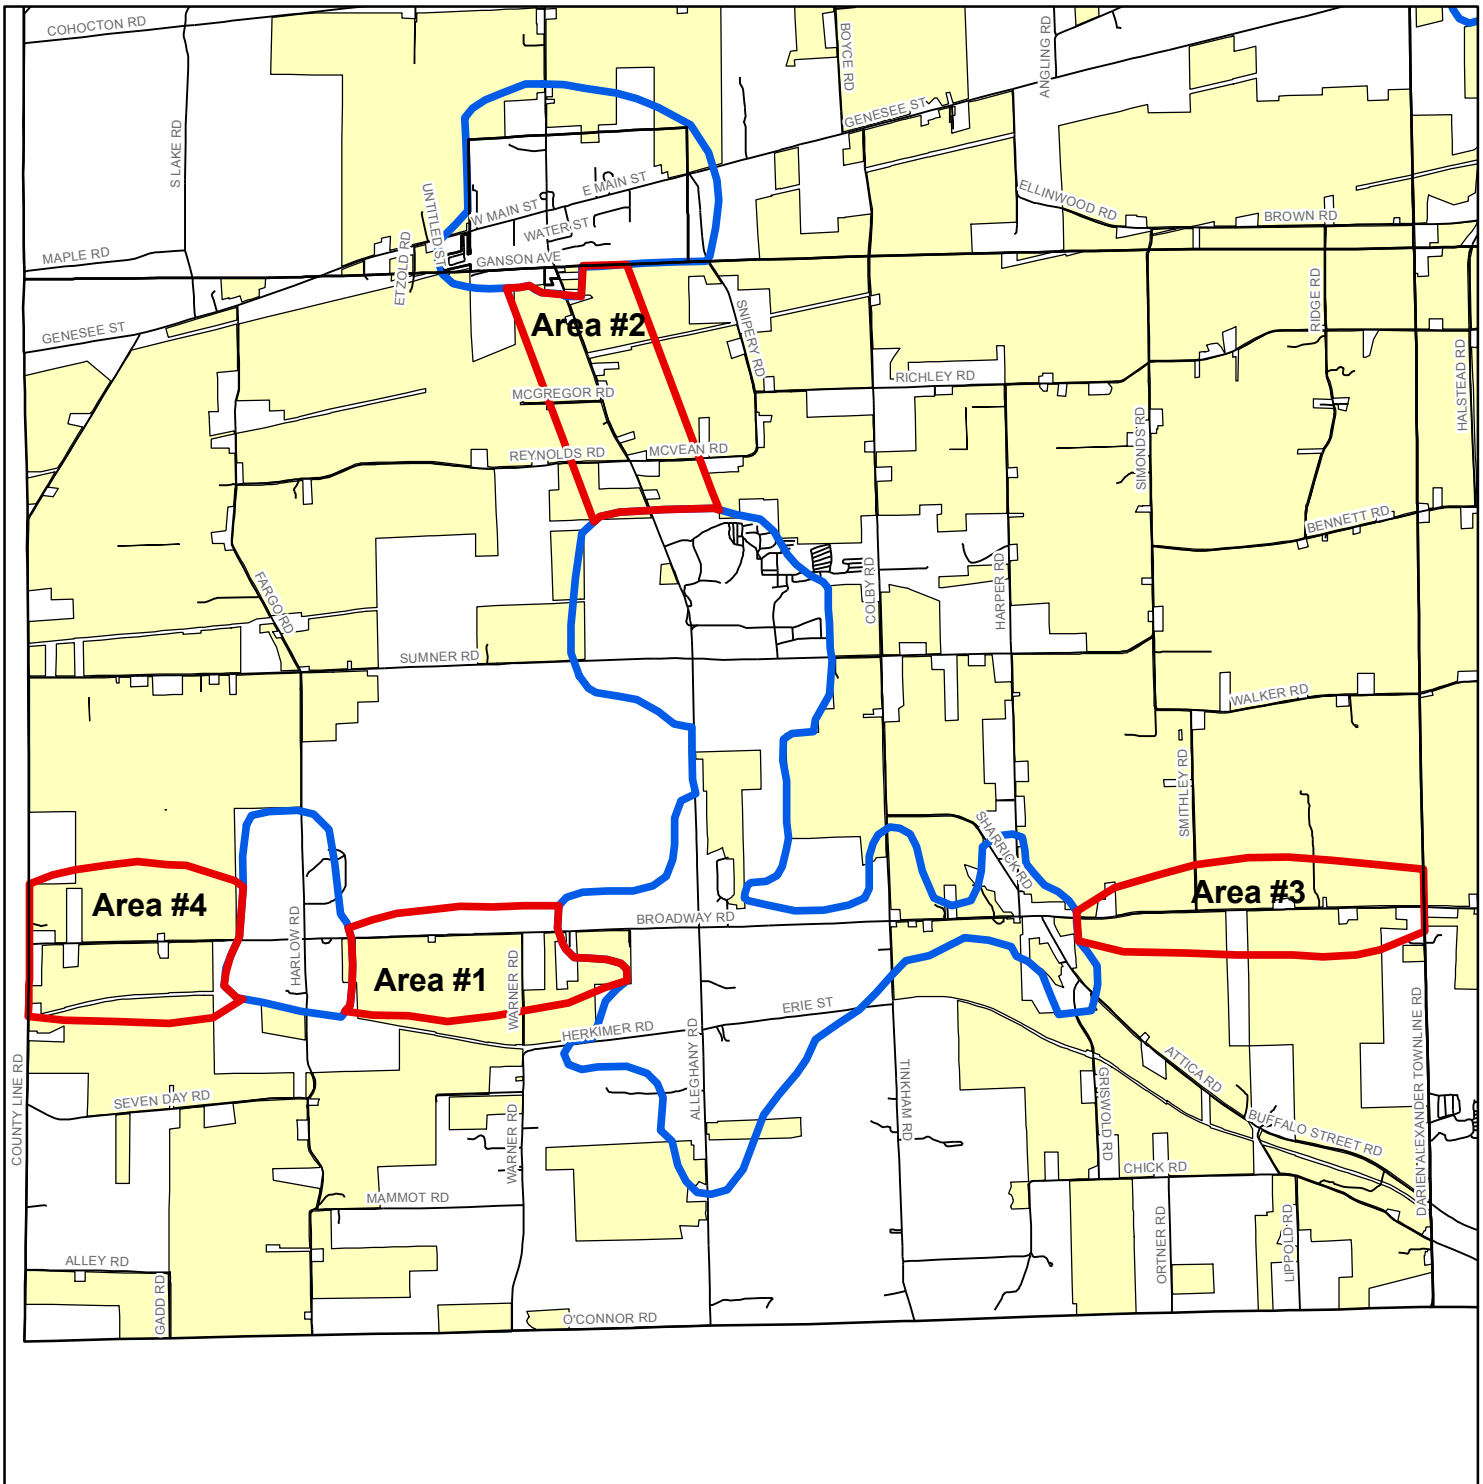 COHOCTON RD
BOYCE RD
ANGLING RD
GENESEE ST
S LAKE RD
E MAIN ST
ELLINWOOD RD
UNTITLED ST
W MAIN ST
BROWN RD
WATER ST
MAPLE RD
ETZOLD RD
GANSON AVE
RIDGE RD
GENESEE ST
Area #2
SNIPERY RD
HALSTEAD RD
RICHLEY RD
MCGREGOR RD
SIMONDS RD
REYNOLDS RD
MCVEAN RD
BENNETT RD
FARGO RD
COLBY RD
HARPER RD
SUMNER RD
WALKER RD
SMITHLEY RD
SHARRICK RD
Area #4
Area #3
BROADWAY RD
HARLOW RD
Area #1
WARNER RD
ERIE ST
HERKIMER RD
ALLEGHANY RD
COUNTY LINE RD
SEVEN DAY RD
TINKHAM RD
GRISWOLD RD
ATTICA RD
DARIEN ALEXANDER TOWNLINE RD
BUFFALO STREET RD
WARNER RD
CHICK RD
MAMMOT RD
ORTNER RD
LIPPOLD RD
ALLEY RD
GADD RD
O'CONNOR RD